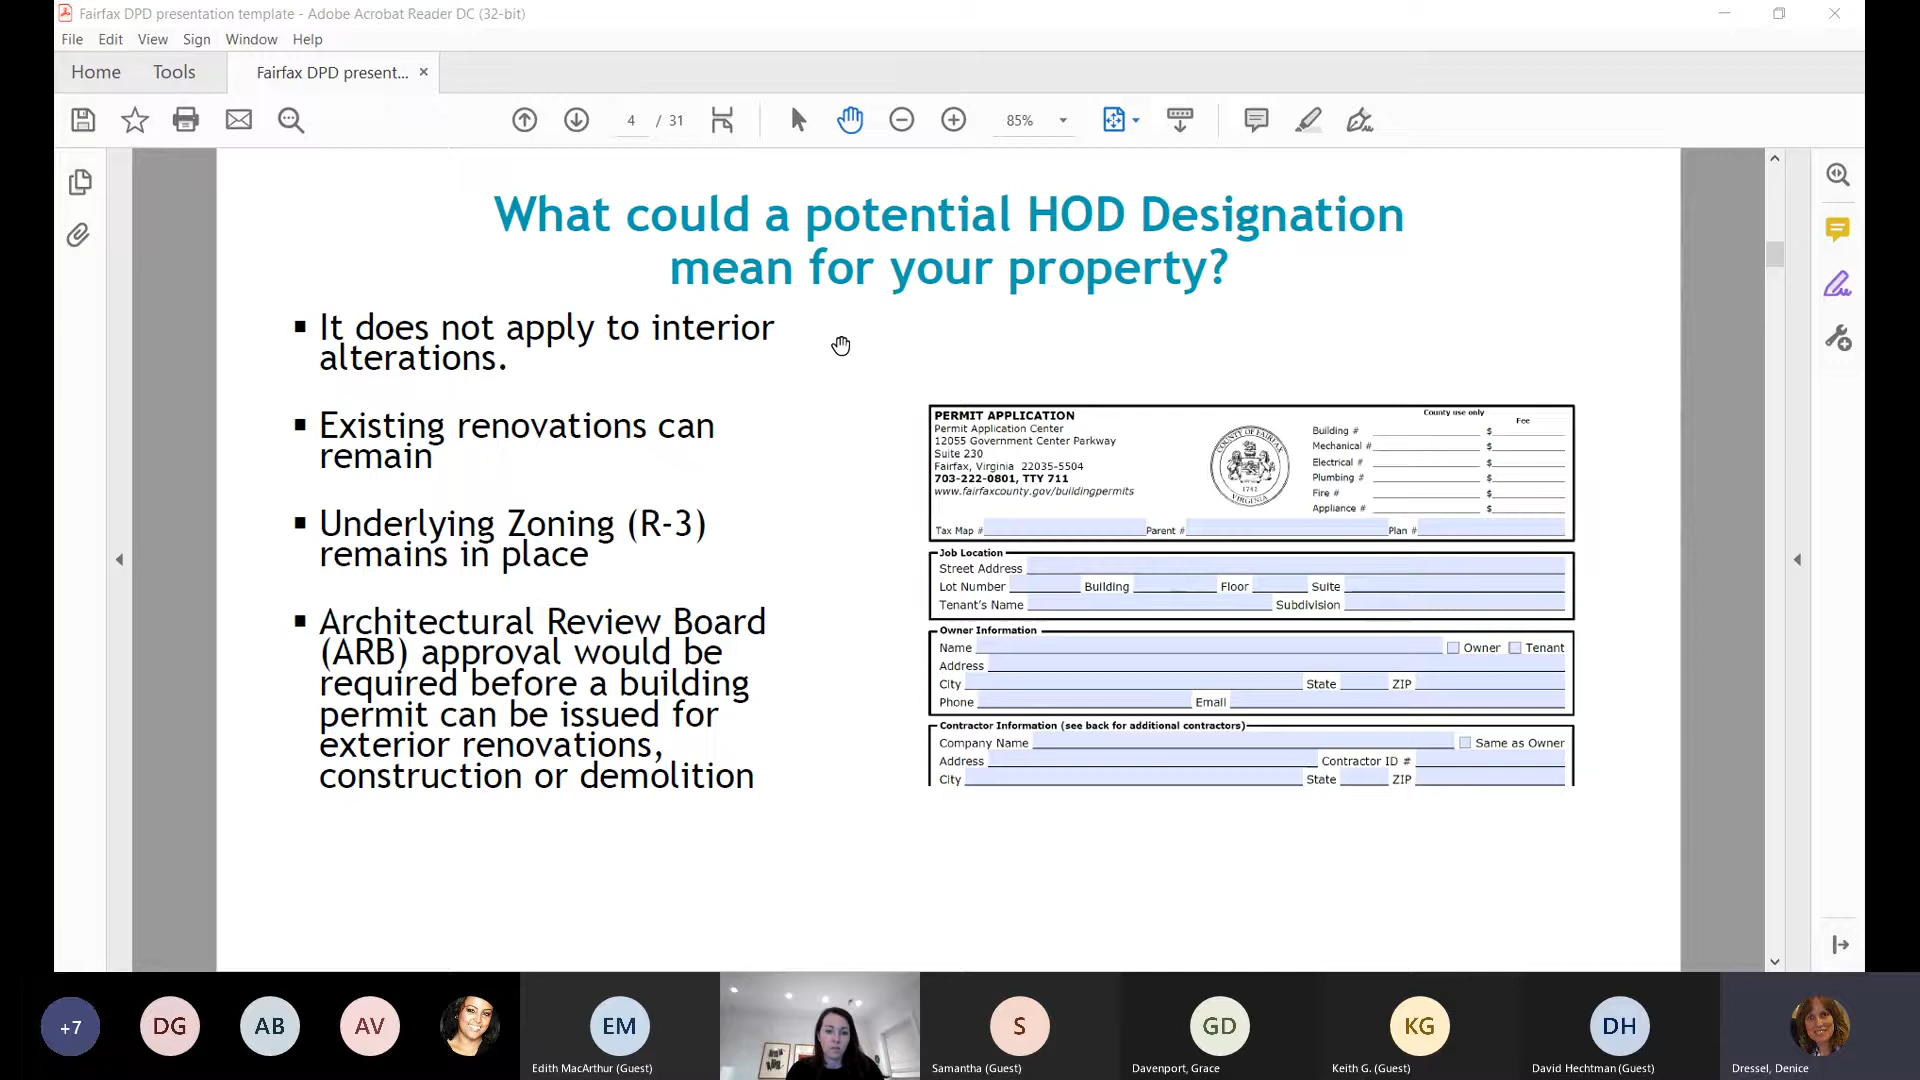 Fairfax DPD presentation template - Adobe Acrobat Reader DC (32-bit)
File Edit View Sign Window Help
Home Tools Fairfax DPD present... ×
4 / 31 85%
What could a potential HOD Designation
mean for your property?
▪ It does not apply to interior
alterations.
▪ Existing renovations can
remain
▪ Underlying Zoning (R-3)
remains in place
▪ Architectural Review Board
(ARB) approval would be
required before a building
permit can be issued for
exterior renovations,
construction or demolition
PERMIT APPLICATION
Permit Application Center
12055 Government Center Parkway
Suite 230
Fairfax, Virginia 22035-5504
703-222-0801, TTY 711
www.fairfaxcounty.gov/buildingpermits
COUNTY OF FAIRFAX
1742
VIRGINIA
County use only
Fee
Building # $
Mechanical # $
Electrical # $
Plumbing # $
Fire # $
Appliance # $
Tax Map # Parent # Plan #
Job Location
Street Address
Lot Number Building Floor Suite
Tenant's Name Subdivision
Owner Information
Name Owner Tenant
Address
City State ZIP
Phone Email
Contractor Information (see back for additional contractors)
Company Name Same as Owner
Address Contractor ID #
City State ZIP
+7 DG AB AV EM S GD KG DH
Edith MacArthur (Guest) Samantha (Guest) Davenport, Grace Keith G. (Guest) David Hechtman (Guest) Dressel, Denice